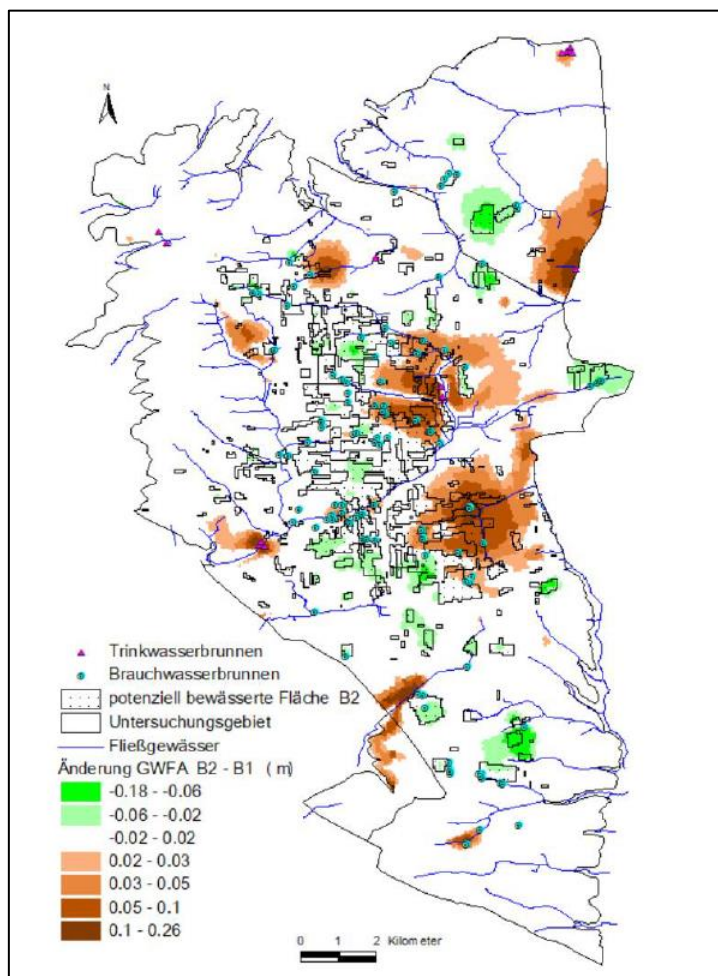 N
Trinkwasserbrunnen
Brauchwasserbrunnen
potenziell bewässerte Fläche B2
Untersuchungsgebiet
Fließgewässer
Änderung GWFA B2 - B1 (m)
-0.18 - -0.06
-0.06 - -0.02
-0.02 - 0.02
0.02 - 0.03
0.03 - 0.05
0.05 - 0.1
0.1 - 0.26
0 1 2 Kilometer